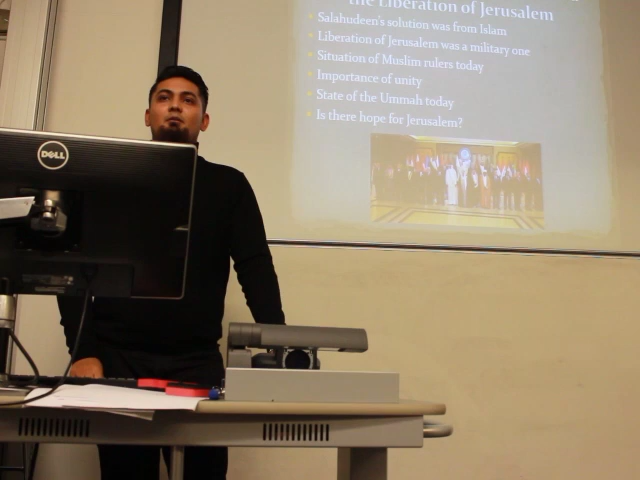 the Liberation of Jerusalem
Salahudeen's solution was from Islam
Liberation of Jerusalem was a military one
Situation of Muslim rulers today
Importance of unity
State of the Ummah today
Is there hope for Jerusalem?
DELL